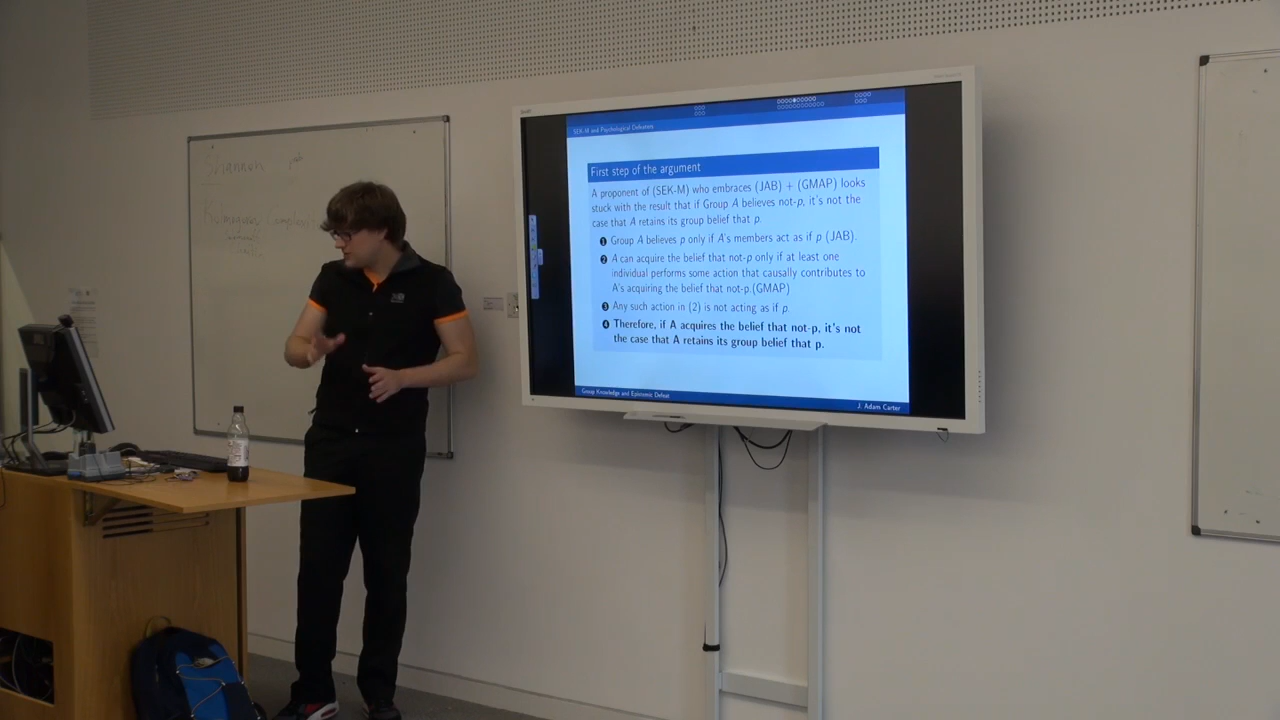 Shannon
SEK-M and Psychological Defeaters
First step of the argument
A proponent of (SEK-M) who embraces (JAB) + (GMAP) looks
stuck with the result that if Group A believes not-p, it's not the
case that A retains its group belief that p.
1 Group A believes p only if A's members act as if p (JAB).
2 A can acquire the belief that not-p only if at least one
individual performs some action that causally contributes to
A's acquiring the belief that not-p.(GMAP)
3 Any such action in (2) is not acting as if p.
4 Therefore, if A acquires the belief that not-p, it's not
the case that A retains its group belief that p.
Group Knowledge and Epistemic Defeat
J. Adam Carter